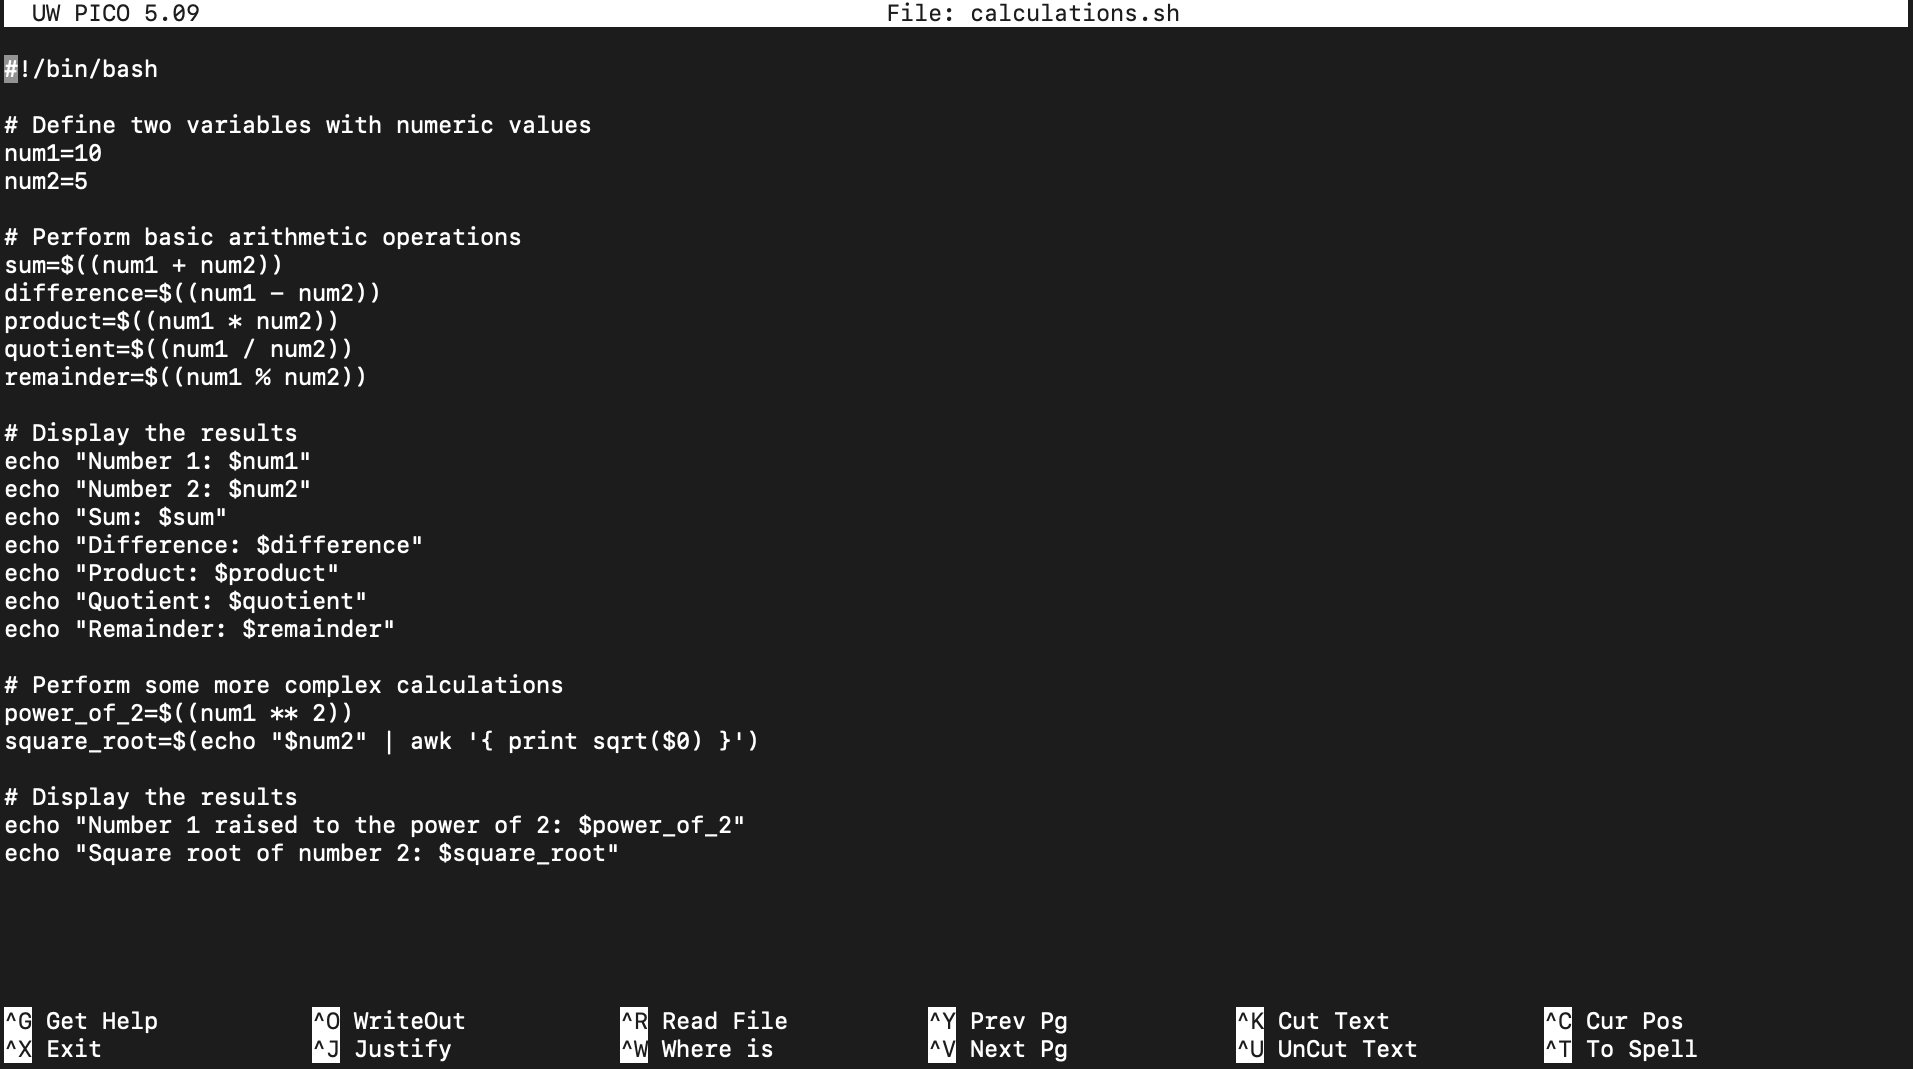 UW PICO 5.09 File: calculations.sh
#!/bin/bash
# Define two variables with numeric values
num1=10
num2=5
# Perform basic arithmetic operations
sum=$((num1 + num2))
difference=$((num1 - num2))
product=$((num1 * num2))
quotient=$((num1 / num2))
remainder=$((num1 % num2))
# Display the results
echo "Number 1: $num1"
echo "Number 2: $num2"
echo "Sum: $sum"
echo "Difference: $difference"
echo "Product: $product"
echo "Quotient: $quotient"
echo "Remainder: $remainder"
# Perform some more complex calculations
power_of_2=$((num1 ** 2))
square_root=$(echo "$num2" | awk '{ print sqrt($0) }')
# Display the results
echo "Number 1 raised to the power of 2: $power_of_2"
echo "Square root of number 2: $square_root"
^G Get Help ^O WriteOut ^R Read File ^Y Prev Pg ^K Cut Text ^C Cur Pos
^X Exit ^J Justify ^W Where is ^V Next Pg ^U UnCut Text ^T To Spell